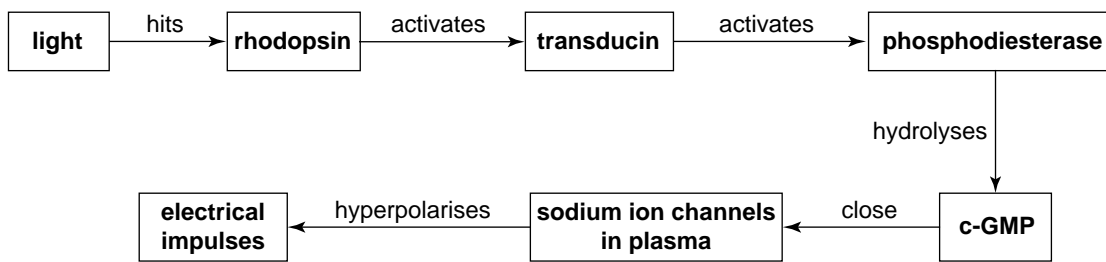 light
hits
rhodopsin
activates
transducin
activates
phosphodiesterase
hydrolyses
c-GMP
close
sodium ion channels
in plasma
hyperpolarises
electrical
impulses